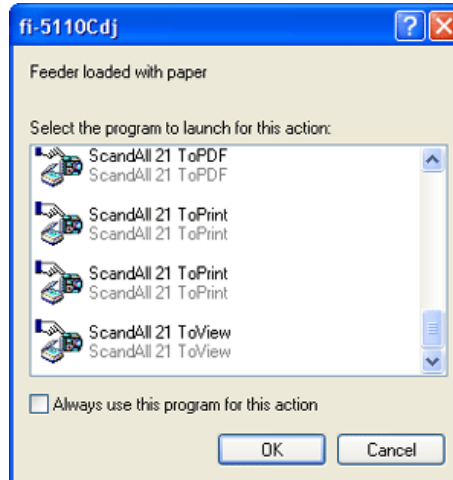 fi-5110Cdj
Feeder loaded with paper
Select the program to launch for this action:
ScandAll 21 ToPDF
ScandAll 21 ToPDF
ScandAll 21 ToPrint
ScandAll 21 ToPrint
ScandAll 21 ToPrint
ScandAll 21 ToPrint
ScandAll 21 ToView
ScandAll 21 ToView
Always use this program for this action
OK Cancel